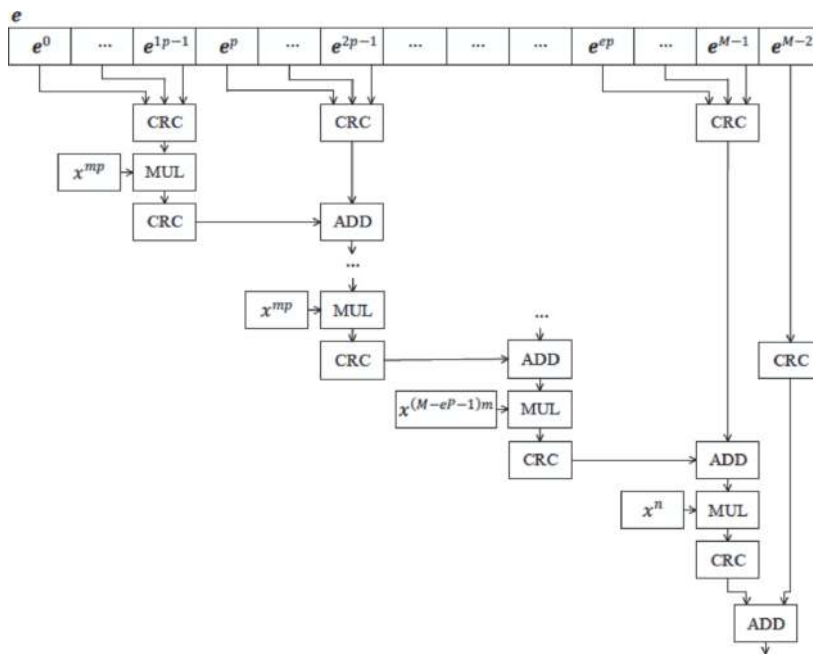 e
e^0 ... e^{1p-1} e^p ... e^{2p-1} ... ... ... e^{ep} ... e^{M-1} e^{M-2}
CRC CRC CRC
x^{mp} MUL
CRC ADD
...
x^{mp} MUL ...
CRC ADD CRC
x^{(M-eP-1)m} MUL
CRC ADD
x^n MUL
CRC
ADD